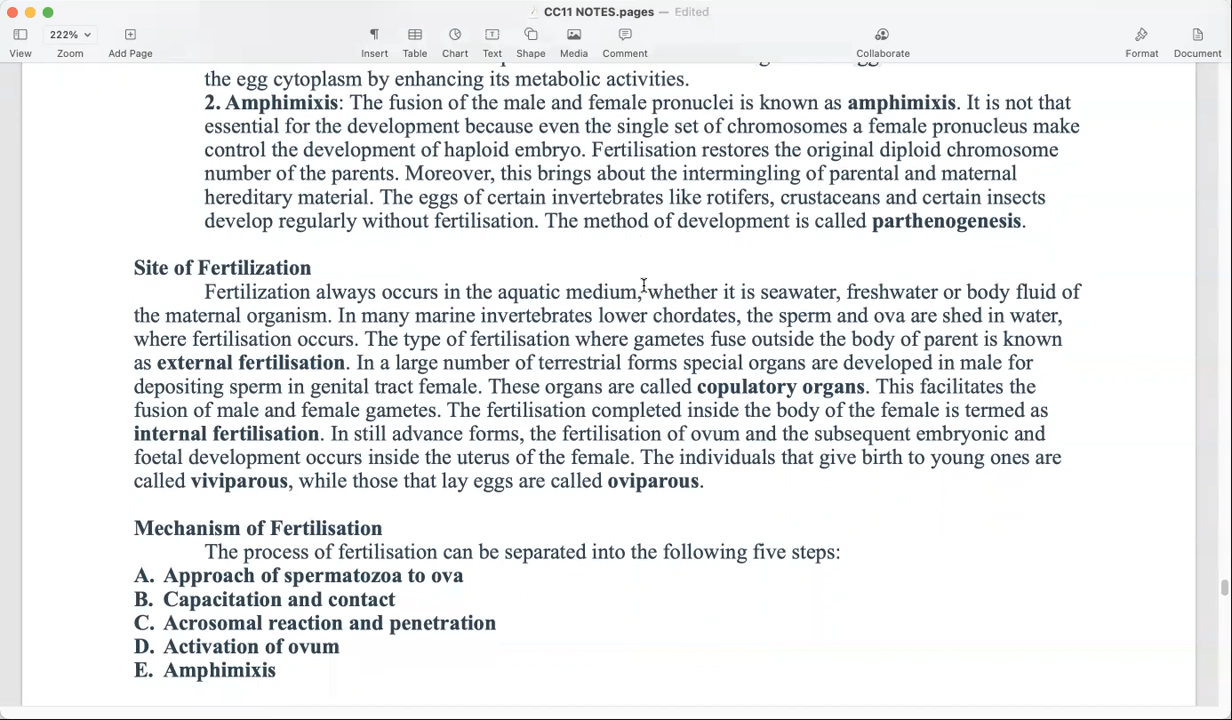 CC11 NOTES.pages — Edited
222%
View Zoom Add Page Insert Table Chart Text Shape Media Comment Collaborate Format Document
the egg cytoplasm by enhancing its metabolic activities.
2. Amphimixis: The fusion of the male and female pronuclei is known as amphimixis. It is not that
essential for the development because even the single set of chromosomes a female pronucleus make
control the development of haploid embryo. Fertilisation restores the original diploid chromosome
number of the parents. Moreover, this brings about the intermingling of parental and maternal
hereditary material. The eggs of certain invertebrates like rotifers, crustaceans and certain insects
develop regularly without fertilisation. The method of development is called parthenogenesis.
Site of Fertilization
Fertilization always occurs in the aquatic medium, whether it is seawater, freshwater or body fluid of
the maternal organism. In many marine invertebrates lower chordates, the sperm and ova are shed in water,
where fertilisation occurs. The type of fertilisation where gametes fuse outside the body of parent is known
as external fertilisation. In a large number of terrestrial forms special organs are developed in male for
depositing sperm in genital tract female. These organs are called copulatory organs. This facilitates the
fusion of male and female gametes. The fertilisation completed inside the body of the female is termed as
internal fertilisation. In still advance forms, the fertilisation of ovum and the subsequent embryonic and
foetal development occurs inside the uterus of the female. The individuals that give birth to young ones are
called viviparous, while those that lay eggs are called oviparous.
Mechanism of Fertilisation
The process of fertilisation can be separated into the following five steps:
A. Approach of spermatozoa to ova
B. Capacitation and contact
C. Acrosomal reaction and penetration
D. Activation of ovum
E. Amphimixis